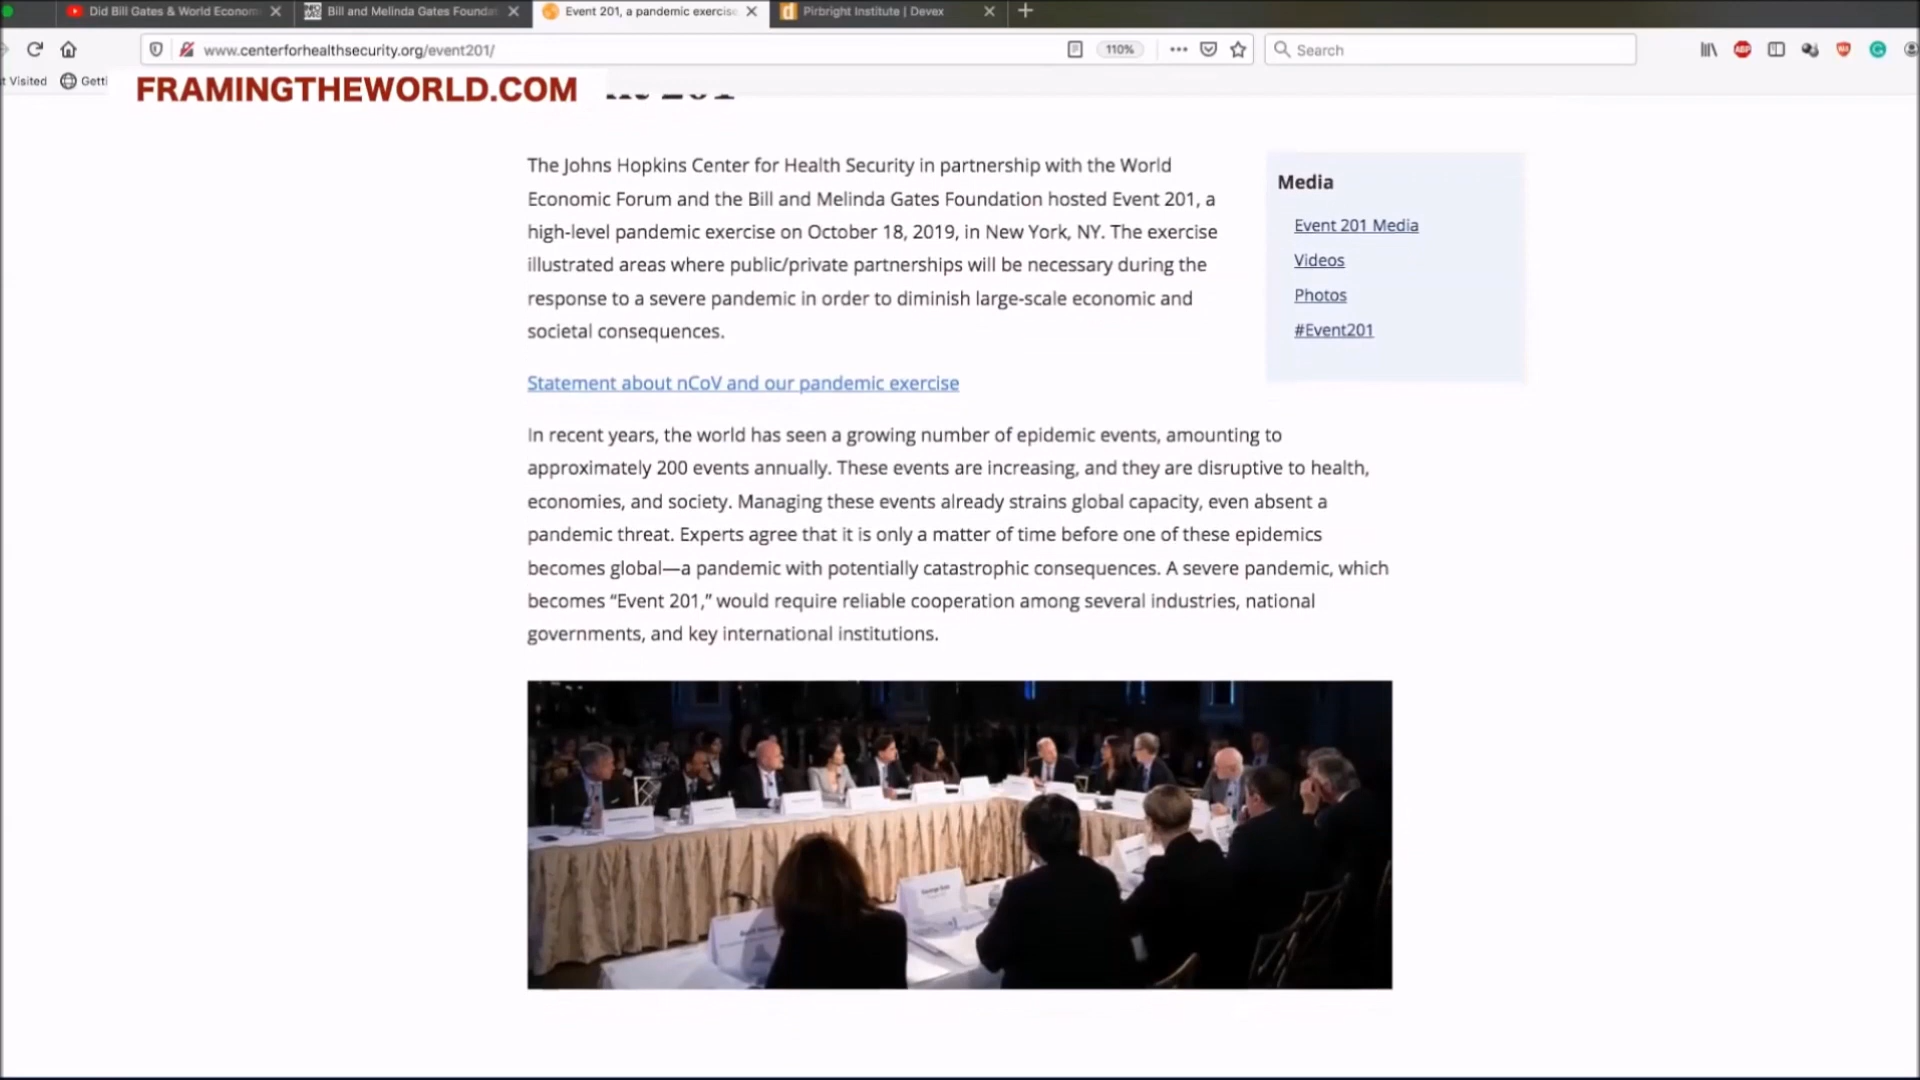 Did Bill Gates & World Econom
Bill and Melinda Gates Foundat
Event 201, a pandemic exercise
Pirbright Institute | Devex
www.centerforhealthsecurity.org/event201/
110%
Search
t Visited
Getti
FRAMINGTHEWORLD.COM
The Johns Hopkins Center for Health Security in partnership with the World
Economic Forum and the Bill and Melinda Gates Foundation hosted Event 201, a
high-level pandemic exercise on October 18, 2019, in New York, NY. The exercise
illustrated areas where public/private partnerships will be necessary during the
response to a severe pandemic in order to diminish large-scale economic and
societal consequences.
Media
Event 201 Media
Videos
Photos
#Event201
Statement about nCoV and our pandemic exercise
In recent years, the world has seen a growing number of epidemic events, amounting to
approximately 200 events annually. These events are increasing, and they are disruptive to health,
economies, and society. Managing these events already strains global capacity, even absent a
pandemic threat. Experts agree that it is only a matter of time before one of these epidemics
becomes global—a pandemic with potentially catastrophic consequences. A severe pandemic, which
becomes “Event 201,” would require reliable cooperation among several industries, national
governments, and key international institutions.